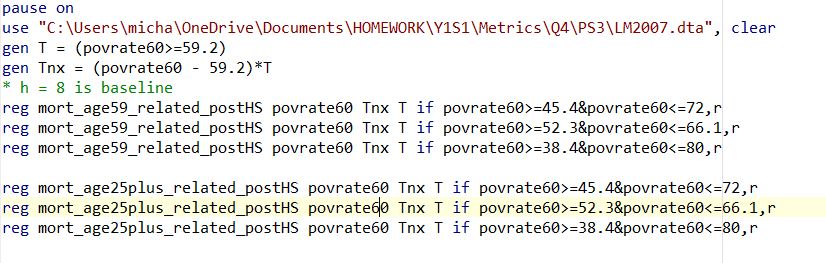 pause on
use "C:\Users\micha\OneDrive\Documents\HOMEWORK\Y1S1\Metrics\Q4\PS3\LM2007.dta", clear
gen T = (povrate60>=59.2)
gen Tnx = (povrate60 - 59.2)*T
* h = 8 is baseline
reg mort_age59_related_postHS povrate60 Tnx T if povrate60>=45.4&povrate60<=72,r
reg mort_age59_related_postHS povrate60 Tnx T if povrate60>=52.3&povrate60<=66.1,r
reg mort_age59_related_postHS povrate60 Tnx T if povrate60>=38.4&povrate60<=80,r
reg mort_age25plus_related_postHS povrate60 Tnx T if povrate60>=45.4&povrate60<=72,r
reg mort_age25plus_related_postHS povrate60 Tnx T if povrate60>=52.3&povrate60<=66.1,r
reg mort_age25plus_related_postHS povrate60 Tnx T if povrate60>=38.4&povrate60<=80,r